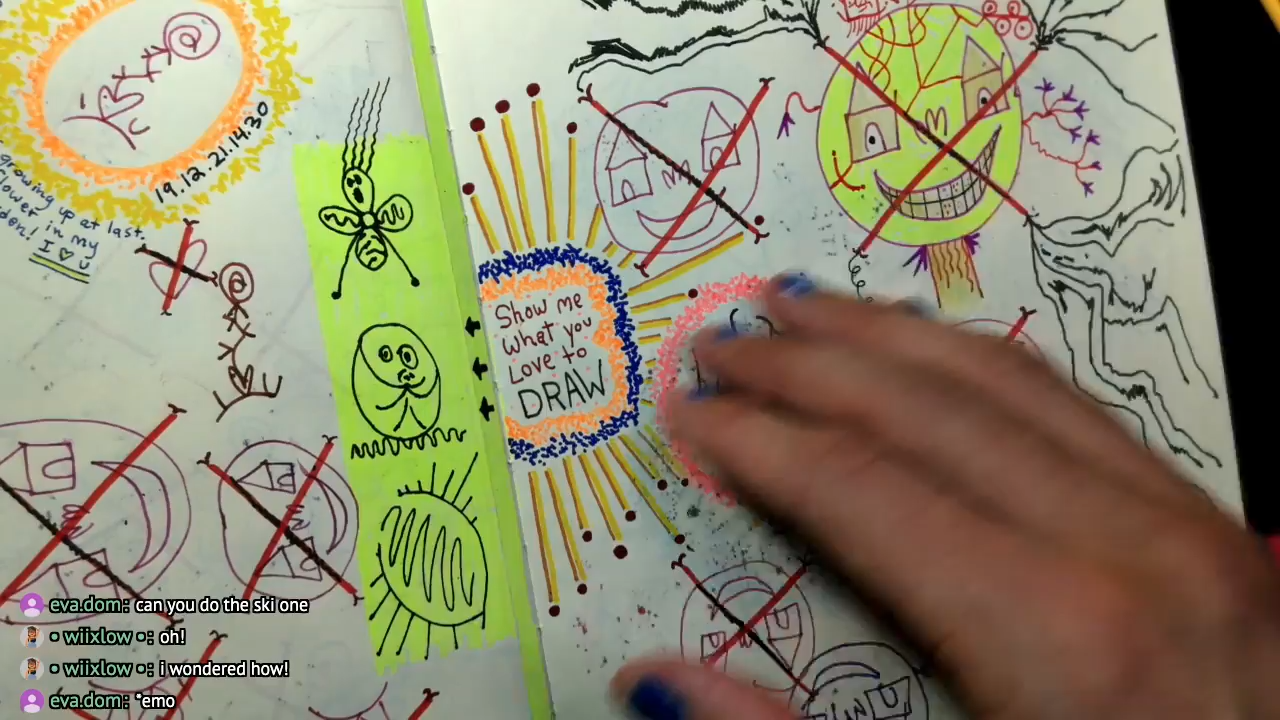 @
19.12.21.14.30
growing up at last
flower in my
I ♡ U
@
Show me
what you
Love to
DRAW
eva.dom: can you do the ski one
• wiixlow •: oh!
• wiixlow •: i wondered how!
eva.dom: *emo